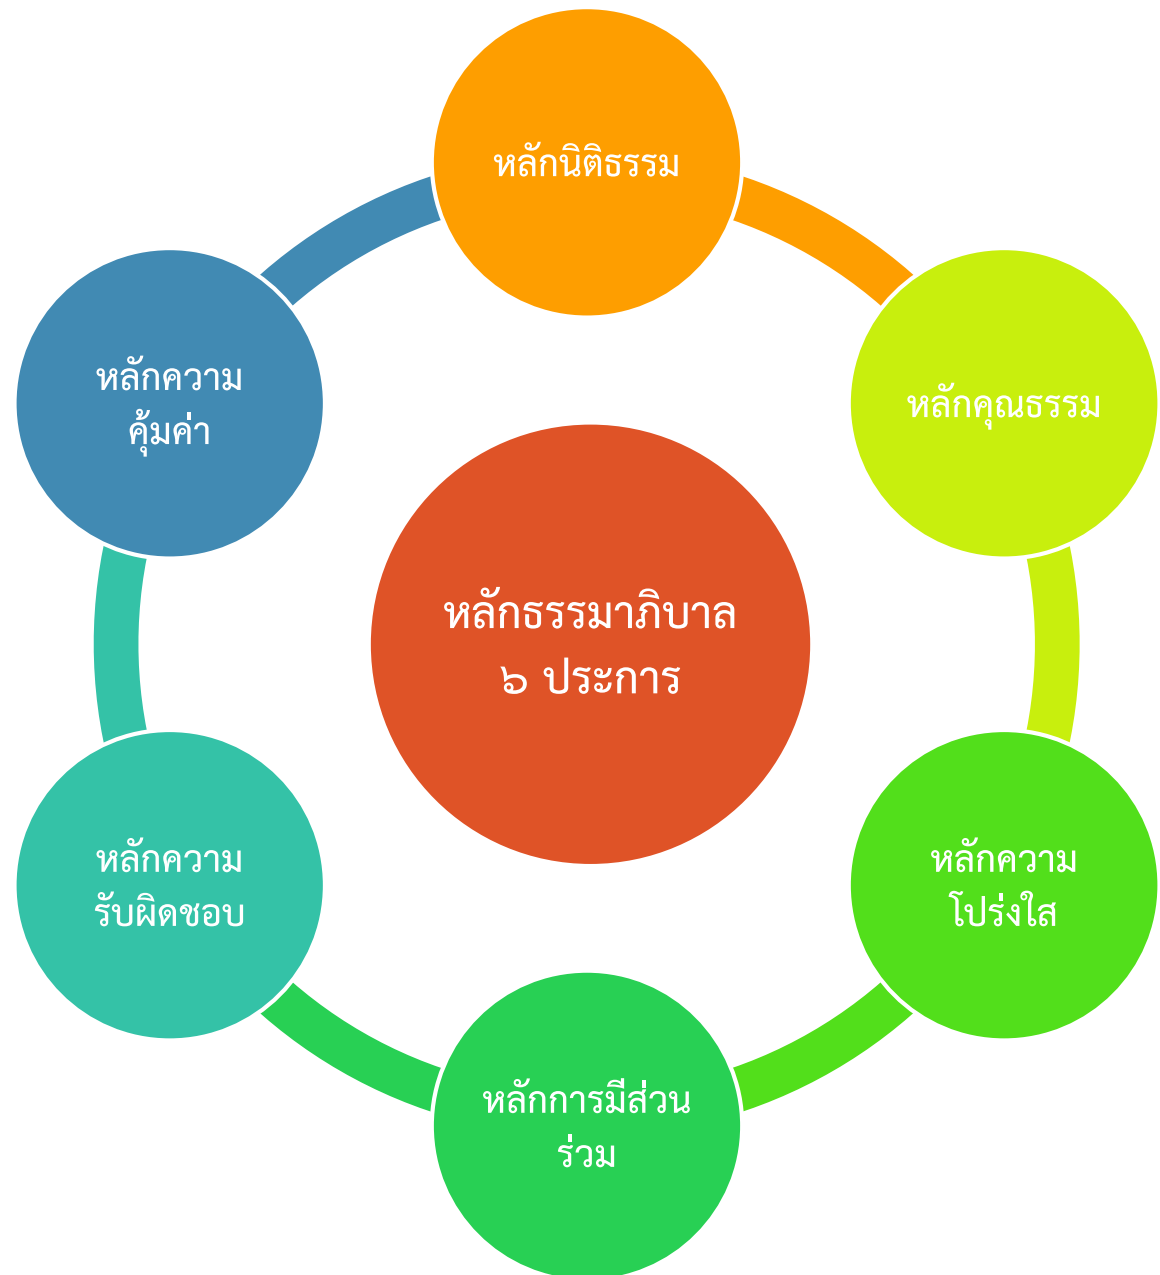 หลักนิติธรรม
หลักคุณธรรม
หลักความ
โปร่งใส
หลักการมีส่วน
ร่วม
หลักความ
รับผิดชอบ
หลักความ
คุ้มค่า
หลักธรรมาภิบาล
๖ ประการ